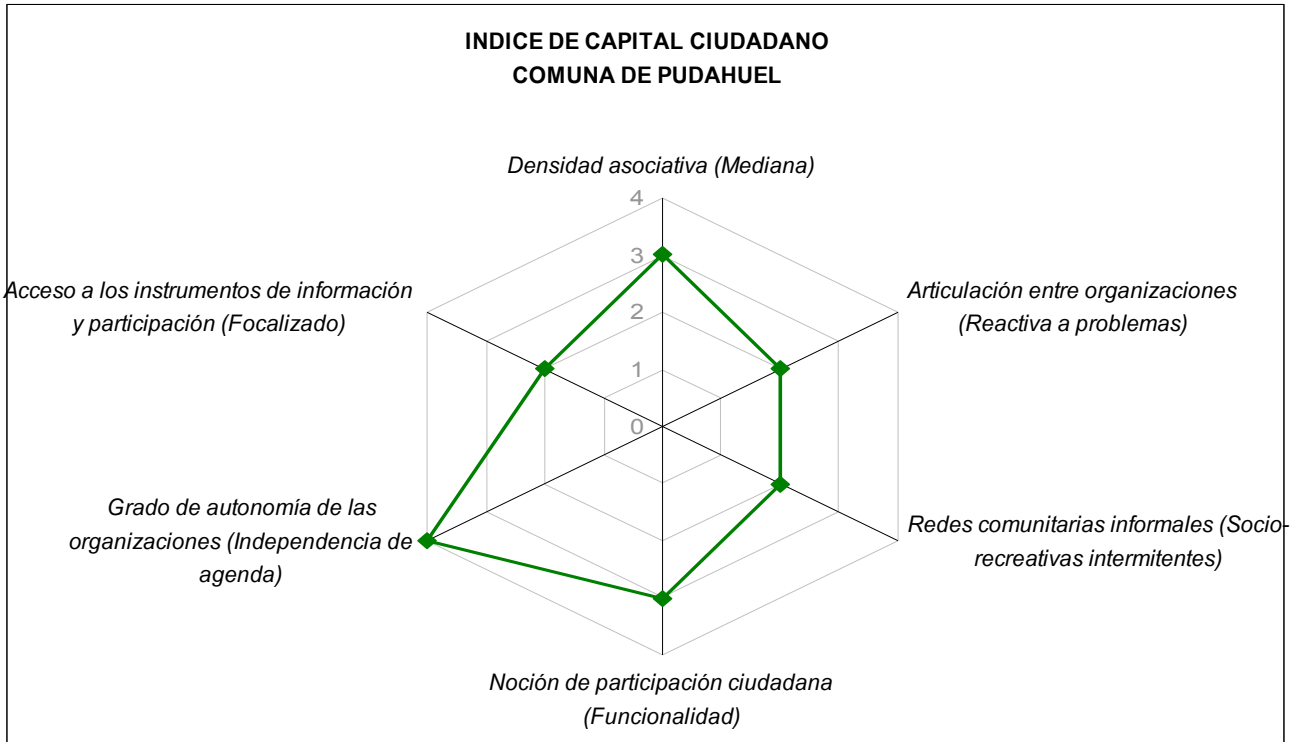 INDICE DE CAPITAL CIUDADANO
COMUNA DE PUDAHUEL
Densidad asociativa (Mediana)
4
3
2
1
0
Articulación entre organizaciones
(Reactiva a problemas)
Redes comunitarias informales (Socio-
recreativas intermitentes)
Noción de participación ciudadana
(Funcionalidad)
Grado de autonomía de las
organizaciones (Independencia de
agenda)
Acceso a los instrumentos de información
y participación (Focalizado)